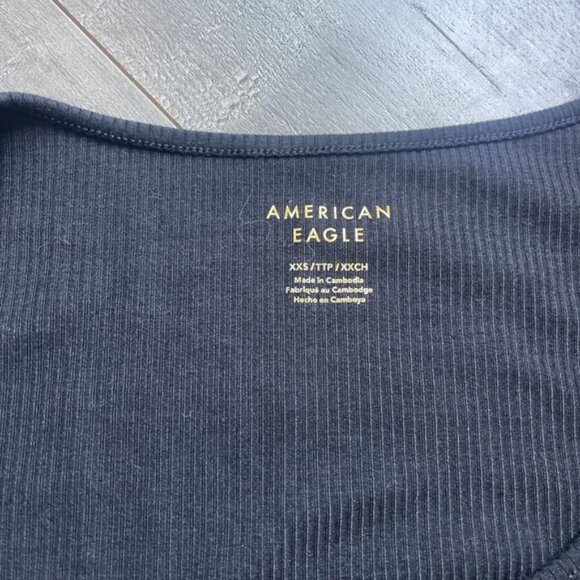 AMERICAN
EAGLE
XXS/TTP/XXCH
Made in Cambodia
Fabriqué au Cambodge
Hecho en Camboya